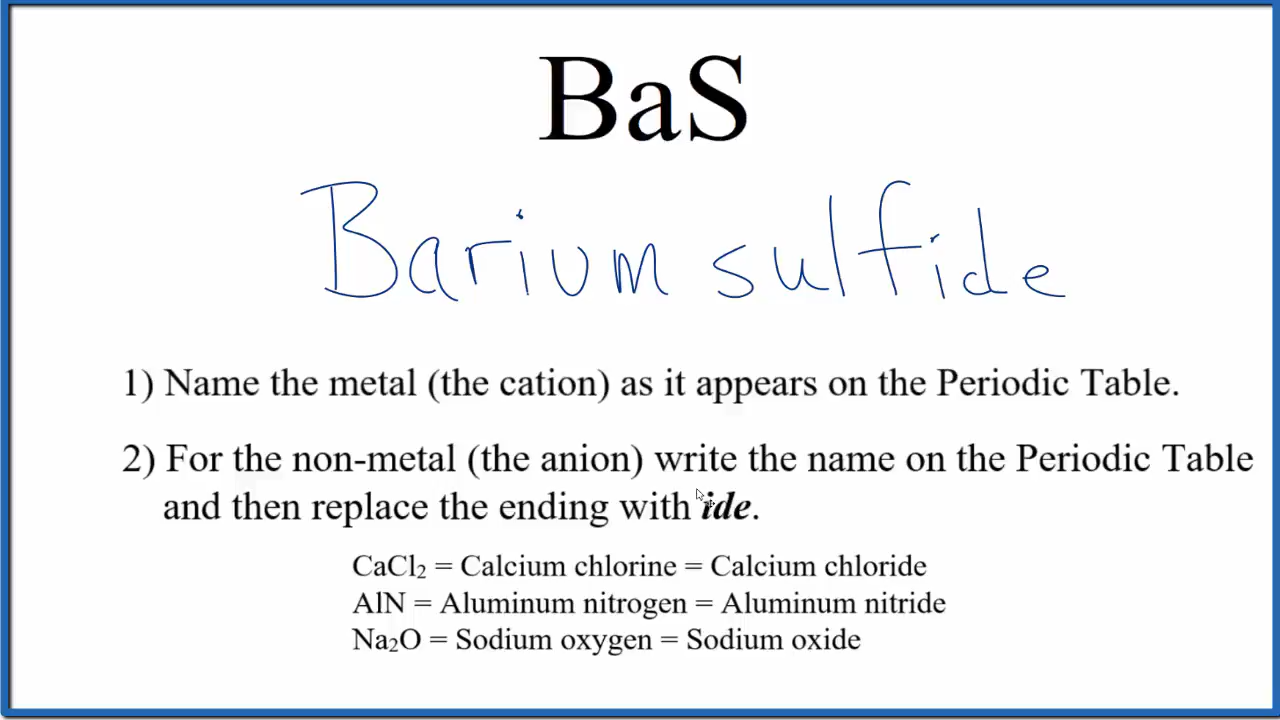 BaS
Barium sulfide
1) Name the metal (the cation) as it appears on the Periodic Table.
2) For the non-metal (the anion) write the name on the Periodic Table
and then replace the ending with ide.
CaCl₂ = Calcium chlorine = Calcium chloride
AlN = Aluminum nitrogen = Aluminum nitride
Na₂O = Sodium oxygen = Sodium oxide